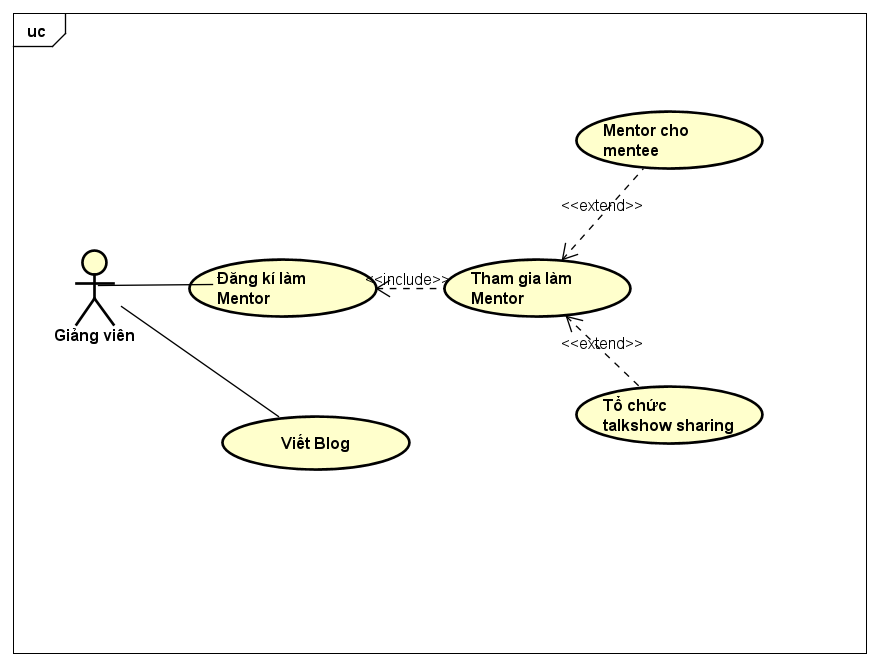 uc
Mentor cho
mentee
<<extend>>
Đăng kí làm
Mentor
<<include>>
Tham gia làm
Mentor
Giảng viên
<<extend>>
Tổ chức
talkshow sharing
Viết Blog